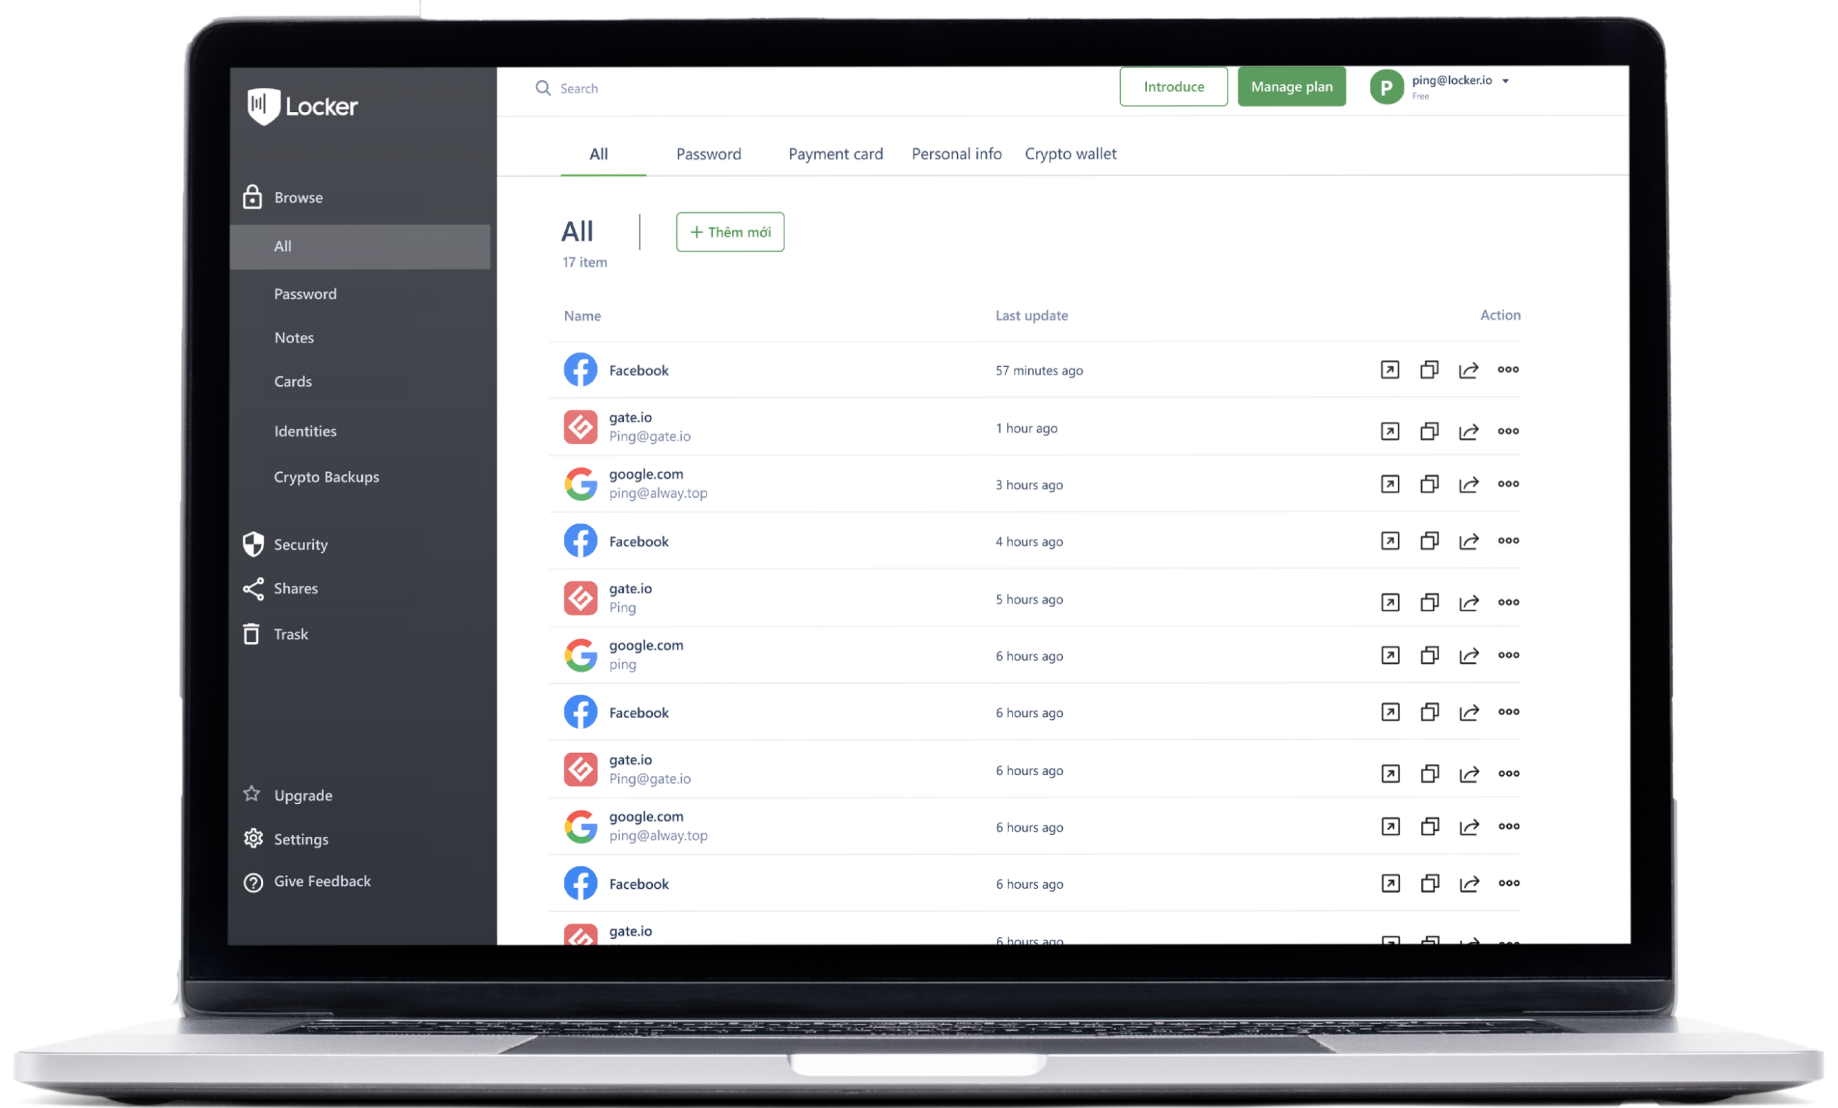 Locker
Search
Introduce
Manage plan
P
ping@locker.io
Free
All
Password
Payment card
Personal info
Crypto wallet
Browse
All
Password
Notes
Cards
Identities
Crypto Backups
Security
Shares
Trask
Upgrade
Settings
Give Feedback
All
17 item
+ Thêm mới
Name
Last update
Action
Facebook
57 minutes ago
gate.io
Ping@gate.io
1 hour ago
google.com
ping@alway.top
3 hours ago
Facebook
4 hours ago
gate.io
Ping
5 hours ago
google.com
ping
6 hours ago
Facebook
6 hours ago
gate.io
Ping@gate.io
6 hours ago
google.com
ping@alway.top
6 hours ago
Facebook
6 hours ago
gate.io
6 hours ago